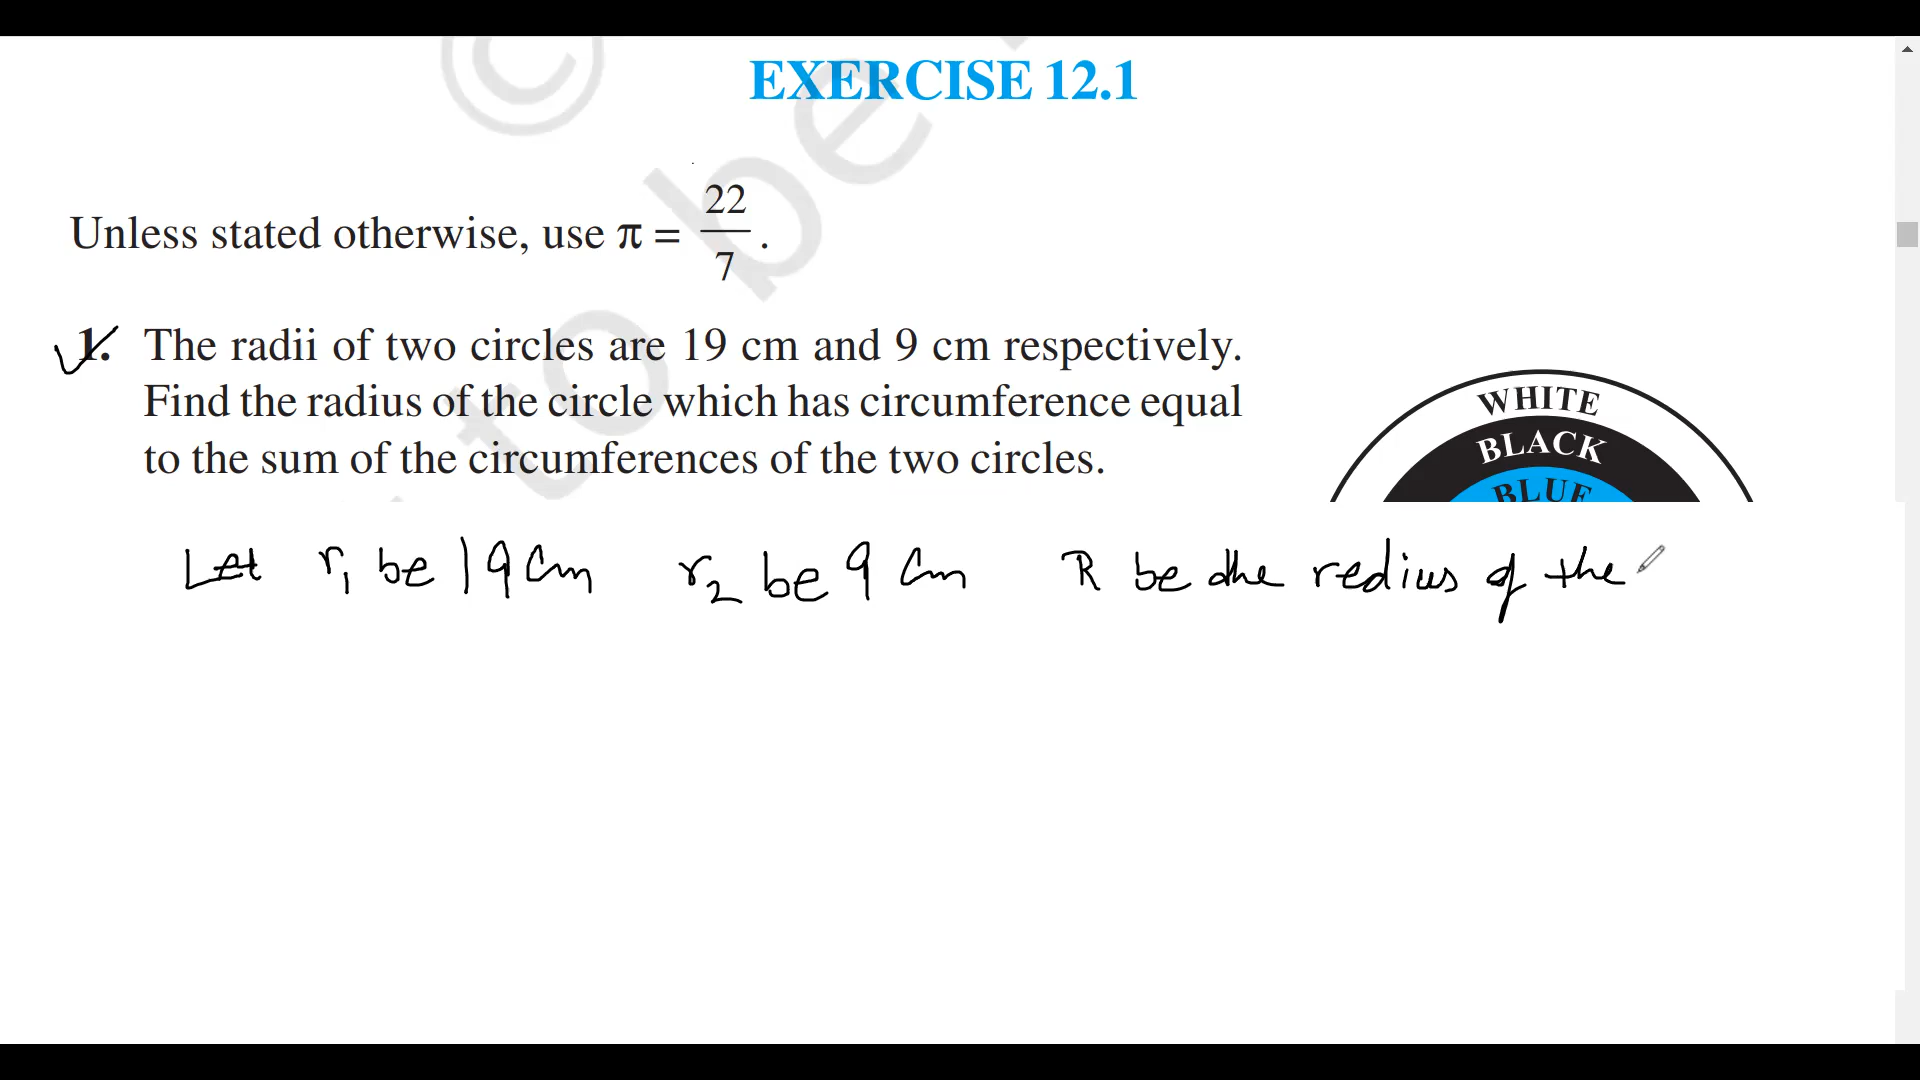 EXERCISE 12.1
Unless stated otherwise, use π = 22/7.
1. The radii of two circles are 19 cm and 9 cm respectively.
Find the radius of the circle which has circumference equal
to the sum of the circumferences of the two circles.
WHITE
BLACK
BLUE
Let r₁ be 19 cm r₂ be 9 cm R be the redius of the
© to be